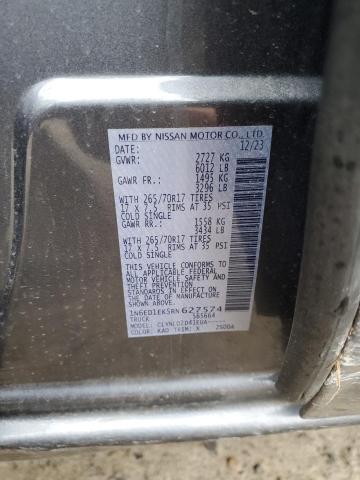 MFD BY NISSAN MOTOR CO., LTD.
DATE: 12/23
GVWR: 2727 KG
6012 LB
GAWR FR: 1495 KG
3296 LB
WITH 265/70R17 TIRES
17 X 7.5 RIMS AT 35 PSI
COLD SINGLE
GAWR RR: 1558 KG
3434 LB
WITH 265/70R17 TIRES
17 X 7.5 RIMS AT 35 PSI
COLD SINGLE
THIS VEHICLE CONFORMS TO
ALL APPLICABLE FEDERAL
MOTOR VEHICLE SAFETY
STANDARDS IN EFFECT ON THE
DATE OF MANUFACTURE SHOWN
ABOVE.
1N6ED1EK5RN 627574
TRUCK 565664
MODEL:
COLOR: KAD TRIM: K 2500A